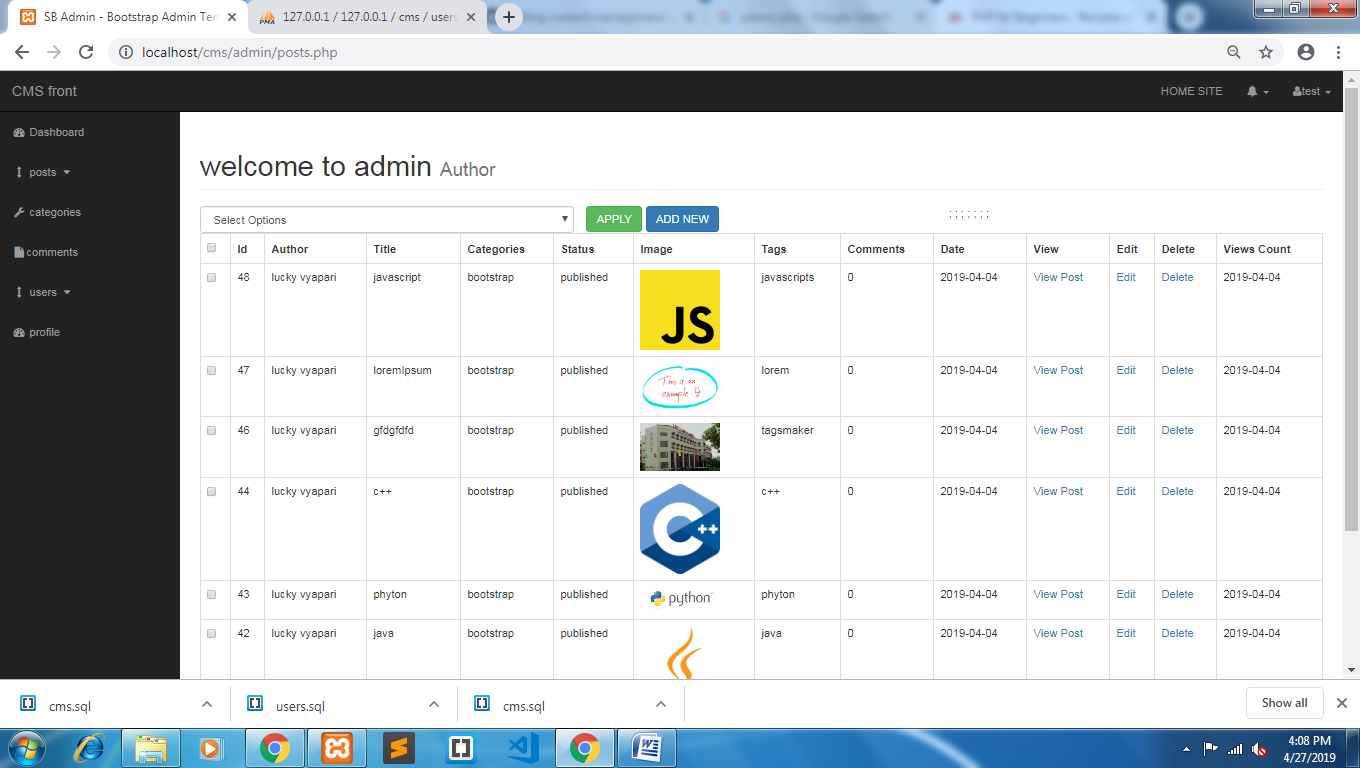 SB Admin - Bootstrap Admin Ten
127.0.0.1 / 127.0.0.1 / cms / users
localhost/cms/admin/posts.php
CMS front
HOME SITE
test
Dashboard
posts
categories
comments
users
profile
welcome to admin Author
Select Options
APPLY
ADD NEW
; ; ; ; ; ; ;
Id Author Title Categories Status Image Tags Comments Date View Edit Delete Views Count
48 lucky vyapari javascript bootstrap published JS javascripts 0 2019-04-04 View Post Edit Delete 2019-04-04
47 lucky vyapari loremIpsum bootstrap published lorem 0 2019-04-04 View Post Edit Delete 2019-04-04
This is an
example
46 lucky vyapari gfdgfdfd bootstrap published tagsmaker 0 2019-04-04 View Post Edit Delete 2019-04-04
44 lucky vyapari c++ bootstrap published C++ c++ 0 2019-04-04 View Post Edit Delete 2019-04-04
43 lucky vyapari phyton bootstrap published python phyton 0 2019-04-04 View Post Edit Delete 2019-04-04
42 lucky vyapari java bootstrap published java 0 2019-04-04 View Post Edit Delete 2019-04-04
cms.sql
users.sql
cms.sql
Show all
4:08 PM
4/27/2019